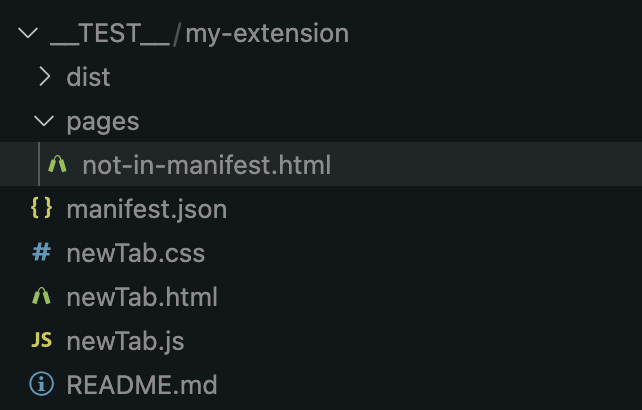 __TEST__/my-extension
dist
pages
not-in-manifest.html
{} manifest.json
# newTab.css
newTab.html
JS newTab.js
README.md